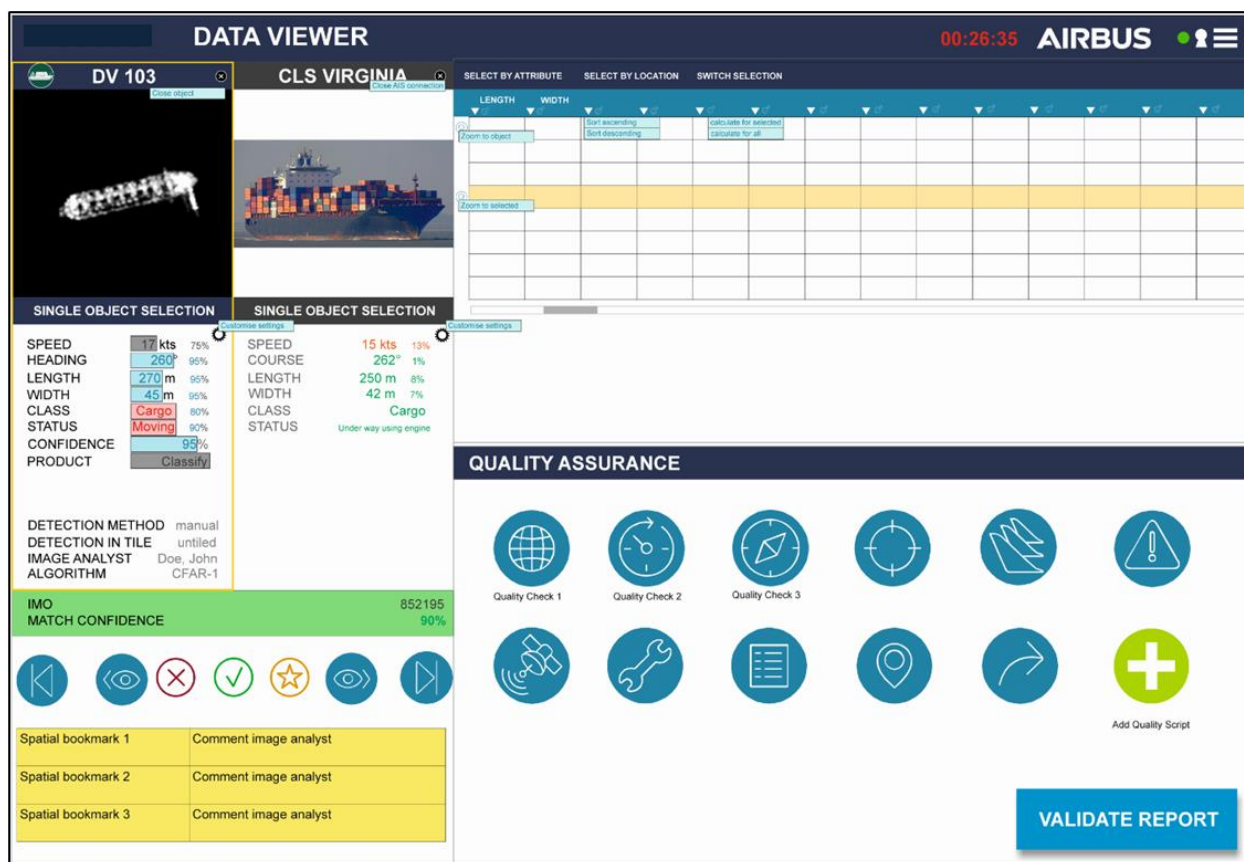 DATA VIEWER
00:26:35 AIRBUS
DV 103
Close object
CLS VIRGINIA
Close AIS connection
SINGLE OBJECT SELECTION
Customise settings
SPEED 17 kts 75%
HEADING 260° 95%
LENGTH 270 m 95%
WIDTH 45 m 95%
CLASS Cargo 80%
STATUS Moving 90%
CONFIDENCE 95%
PRODUCT Classify
DETECTION METHOD manual
DETECTION IN TILE untiled
IMAGE ANALYST Doe, John
ALGORITHM CFAR-1
SINGLE OBJECT SELECTION
Customise settings
SPEED 15 kts 13%
COURSE 262° 1%
LENGTH 250 m 8%
WIDTH 42 m 7%
CLASS Cargo
STATUS Under way using engine
IMO 852195
MATCH CONFIDENCE 90%
Spatial bookmark 1 Comment image analyst
Spatial bookmark 2 Comment image analyst
Spatial bookmark 3 Comment image analyst
SELECT BY ATTRIBUTE SELECT BY LOCATION SWITCH SELECTION
LENGTH WIDTH
Sort ascending calculate for selected
Zoom to object Sort descending calculate for all
Zoom to selected
QUALITY ASSURANCE
Quality Check 1 Quality Check 2 Quality Check 3
Add Quality Script
VALIDATE REPORT